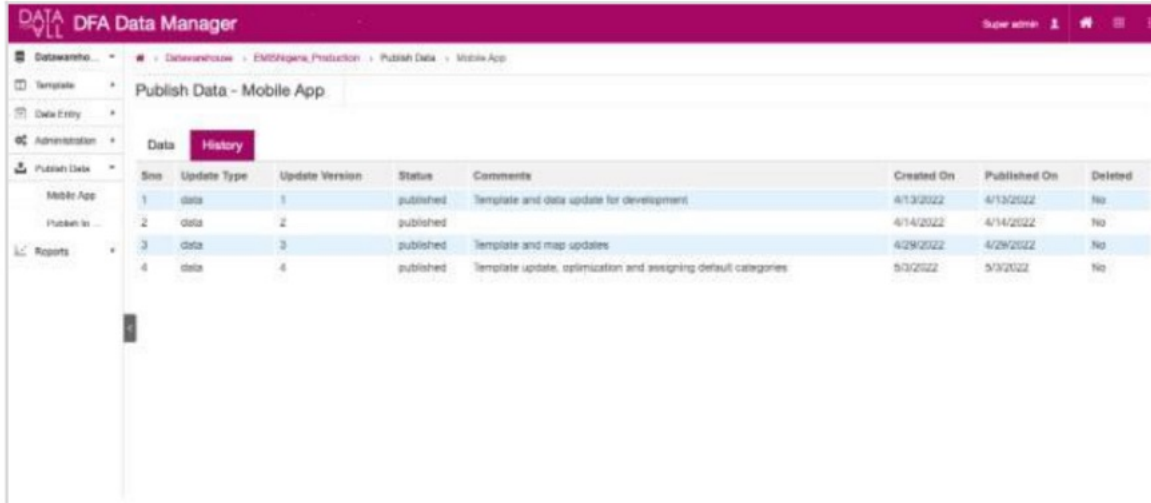 DATA ALL DFA Data Manager
Super admin
Datawareho...
Datawarehouse › EMISNigeria_Production › Publish Data › Mobile App
Template
Publish Data - Mobile App
Data Entry
Administration
Data History
Publish Data
Sno Update Type Update Version Status Comments Created On Published On Deleted
Mobile App
1 data 1 published Template and data update for development 4/13/2022 4/13/2022 No
Publish to ...
2 data 2 published 4/14/2022 4/14/2022 No
Reports
3 data 3 published Template and map updates 4/29/2022 4/29/2022 No
4 data 4 published Template update, optimization and assigning default categories 5/3/2022 5/3/2022 No